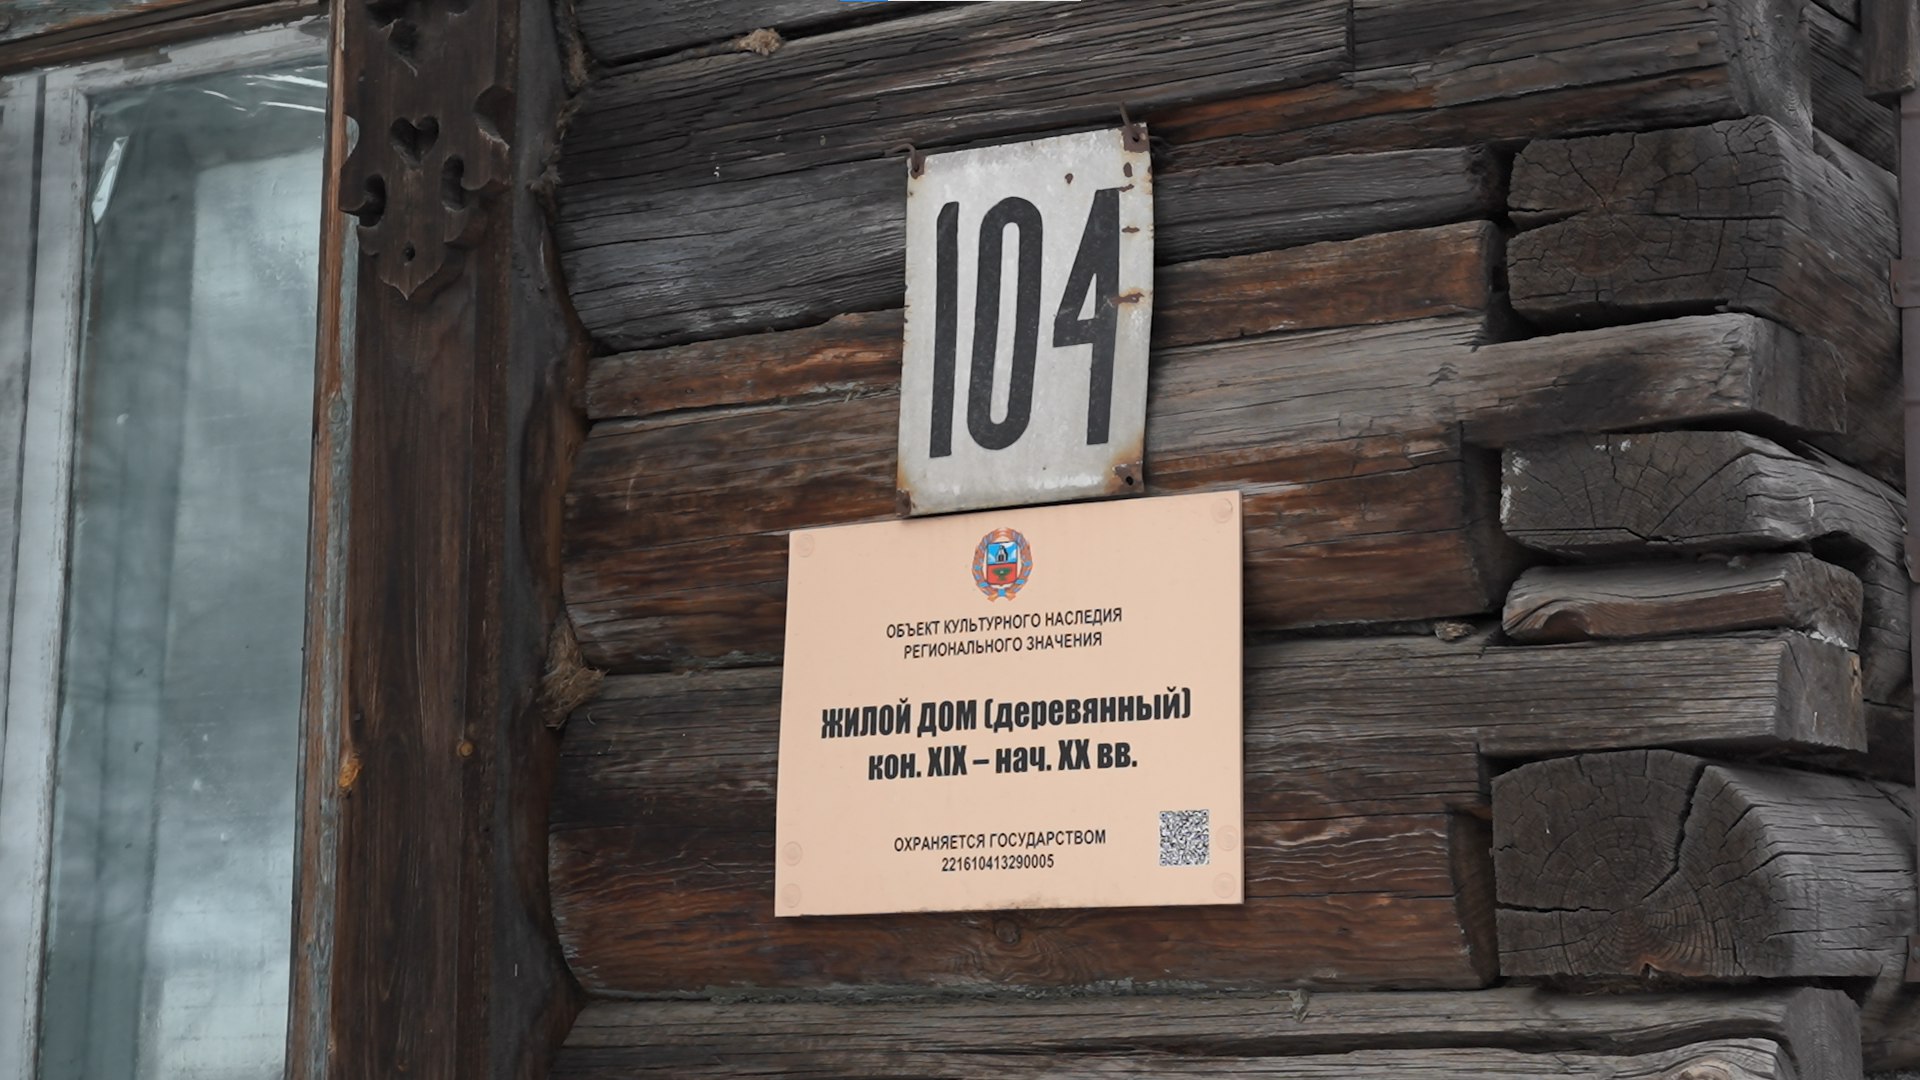 104
ОБЪЕКТ КУЛЬТУРНОГО НАСЛЕДИЯ
РЕГИОНАЛЬНОГО ЗНАЧЕНИЯ
ЖИЛОЙ ДОМ (деревянный)
кон. XIX – нач. XX вв.
ОХРАНЯЕТСЯ ГОСУДАРСТВОМ
221610413290005